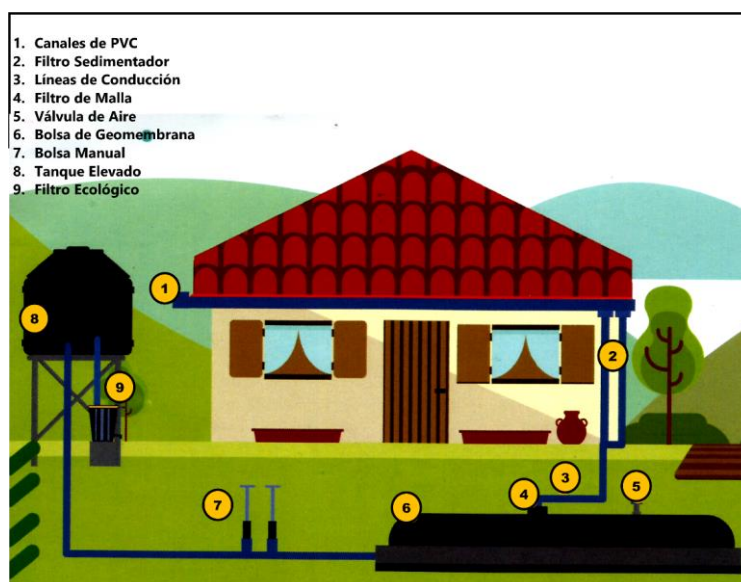 1. Canales de PVC
2. Filtro Sedimentador
3. Líneas de Conducción
4. Filtro de Malla
5. Válvula de Aire
6. Bolsa de Geomembrana
7. Bolsa Manual
8. Tanque Elevado
9. Filtro Ecológico
1
8
2
9
3
4
5
6
7